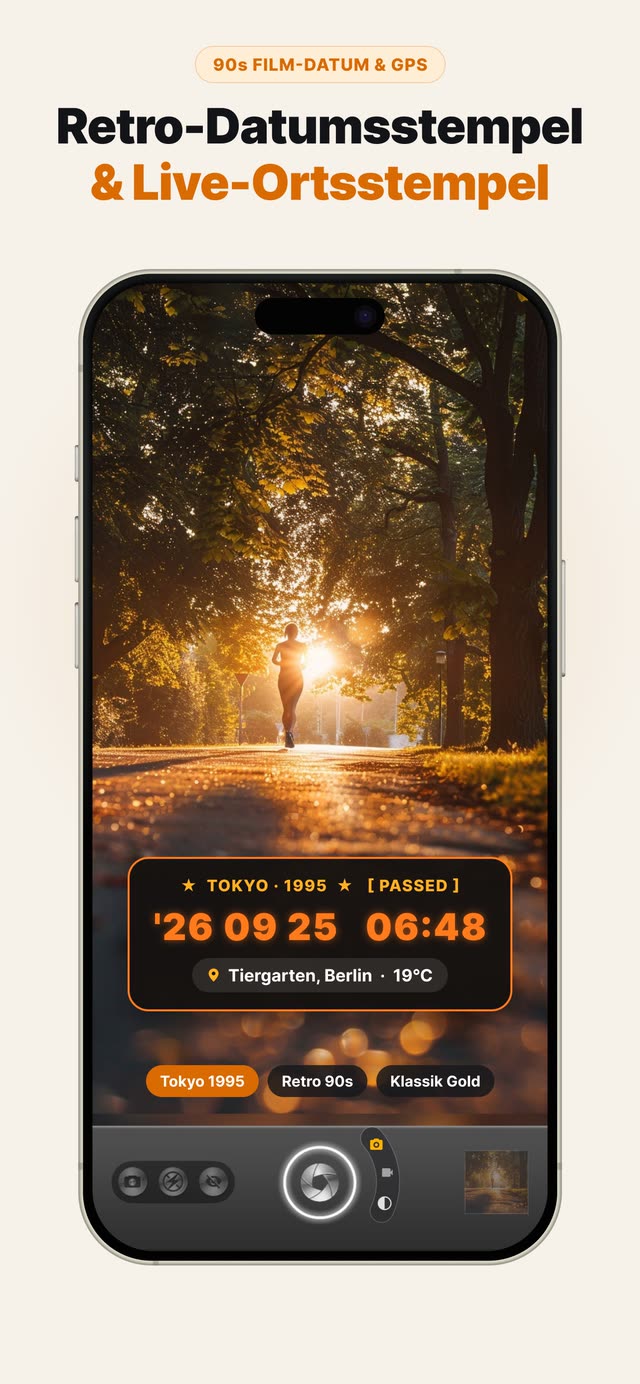 90s FILM-DATUM & GPS
Retro-Datumsstempel
& Live-Ortsstempel
★ TOKYO · 1995 ★ [ PASSED ]
'26 09 25 06:48
Tiergarten, Berlin · 19°C
Tokyo 1995 Retro 90s Klassik Gold